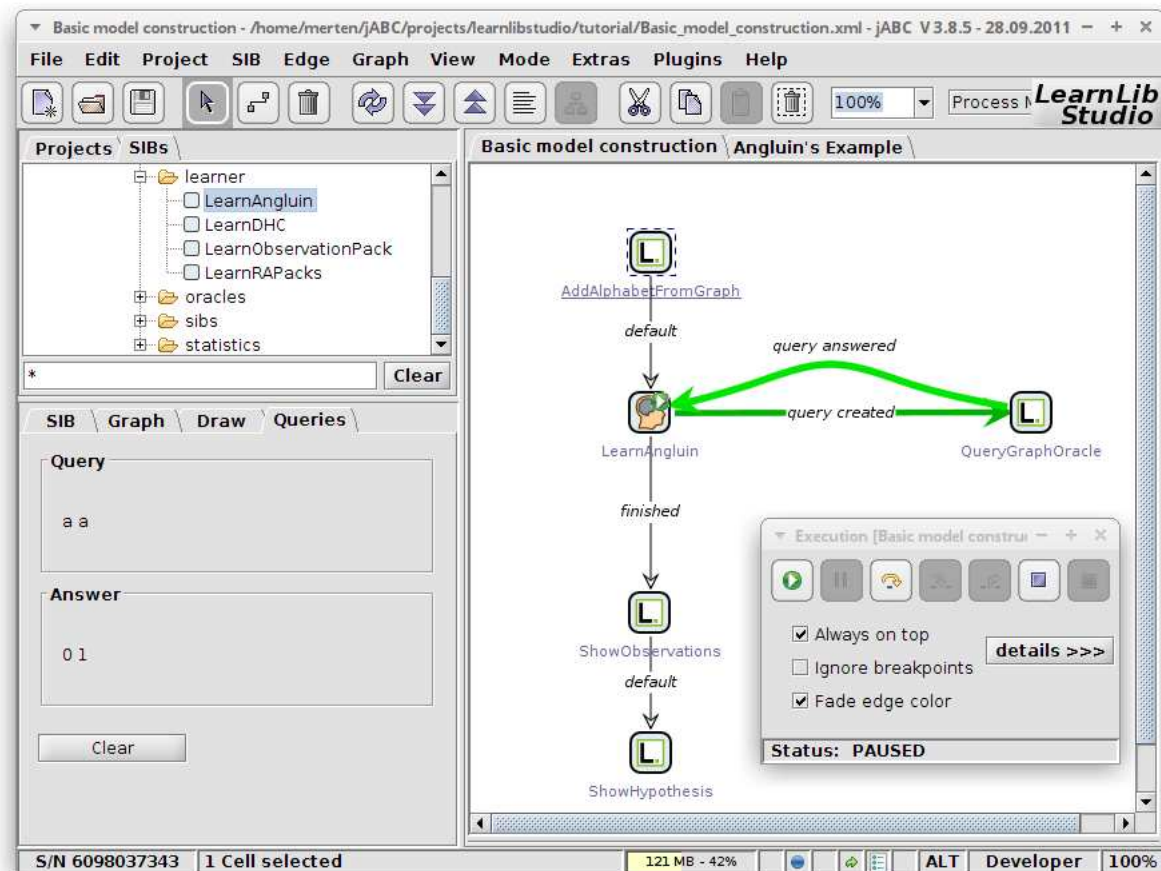 Basic model construction - /home/merten/jABC/projects/learnlibstudio/tutorial/Basic_model_construction.xml - jABC V 3.8.5 - 28.09.2011
File Edit Project SIB Edge Graph View Mode Extras Plugins Help
100% Process M LearnLib
Studio
Projects SIBs
learner
LearnAngluin
LearnDHC
LearnObservationPack
LearnRAPacks
oracles
sibs
statistics
* Clear
SIB Graph Draw Queries
Query
a a
Answer
0 1
Clear
Basic model construction Angluin's Example
L.
AddAlphabetFromGraph
default
query answered
query created
L.
LearnAngluin
QueryGraphOracle
finished
L.
ShowObservations
default
L.
ShowHypothesis
Execution [Basic model construc
Always on top
Ignore breakpoints
Fade edge color
details >>>
Status: PAUSED
S/N 6098037343 1 Cell selected 121 MB - 42% ALT Developer 100%